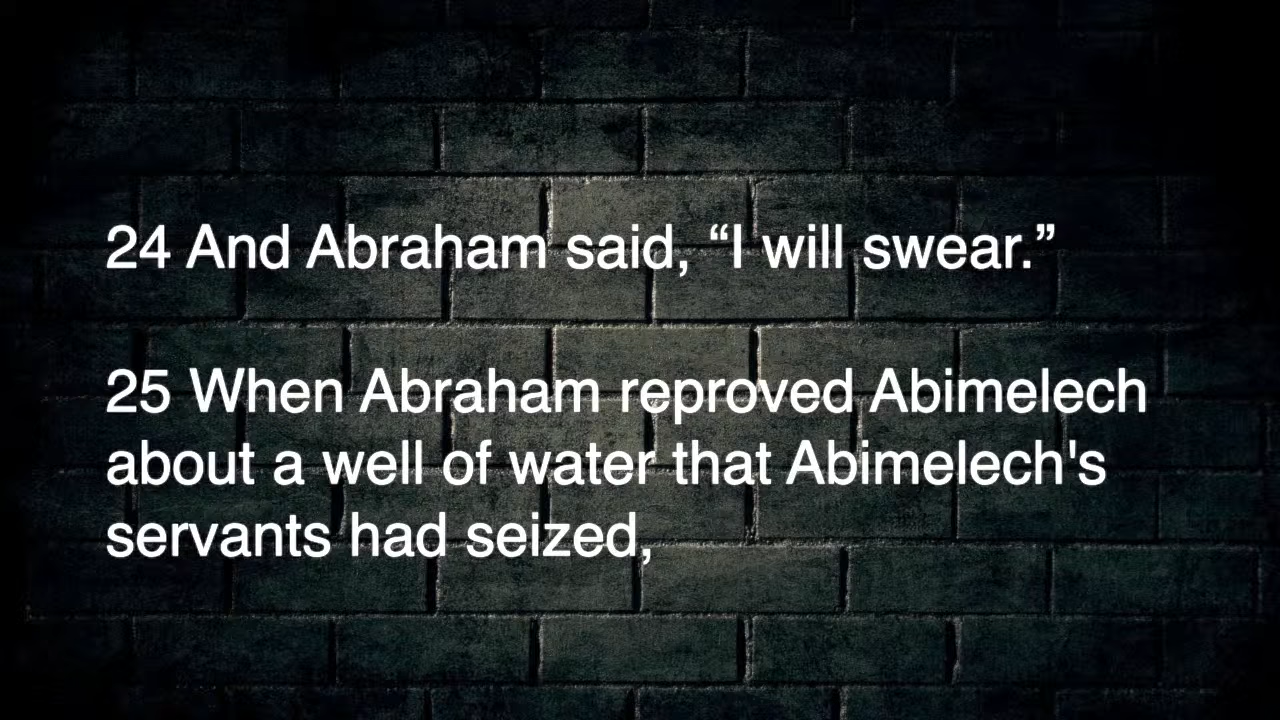 24 And Abraham said, “I will swear.”
25 When Abraham reproved Abimelech
about a well of water that Abimelech's
servants had seized,